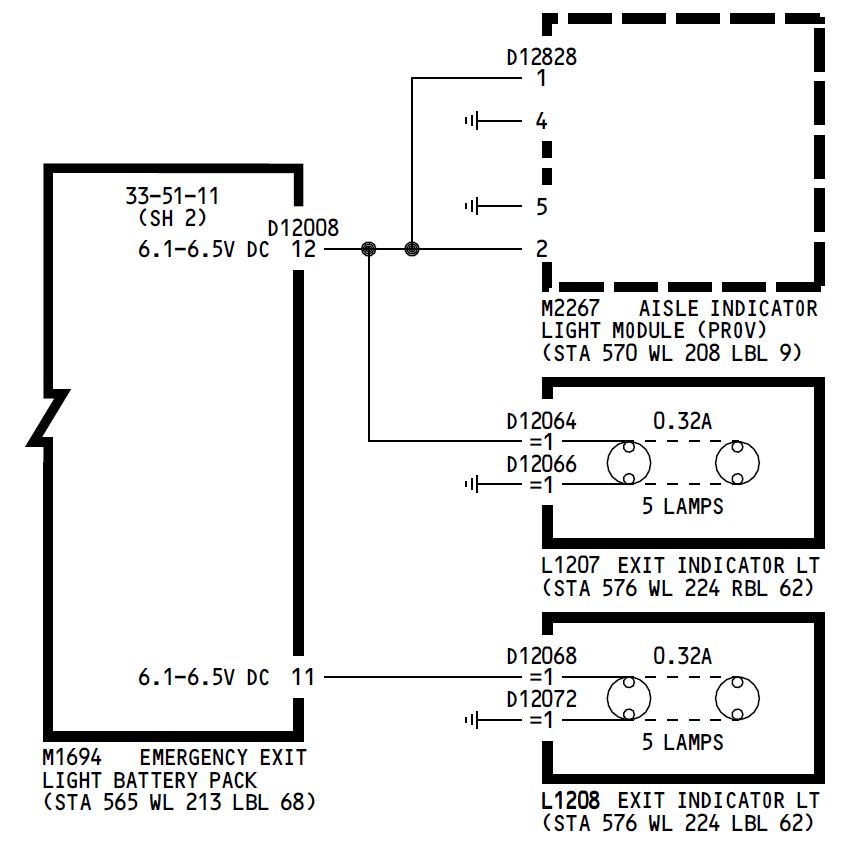 D12828
1
4
5
2
M2267 AISLE INDICATOR
LIGHT MODULE (PROV)
(STA 570 WL 208 LBL 9)
33-51-11
(SH 2)
D12008
6.1-6.5V DC 12
D12064
=1
0.32A
D12066
=1
5 LAMPS
L1207 EXIT INDICATOR LT
(STA 576 WL 224 RBL 62)
6.1-6.5V DC 11
D12068
=1
0.32A
D12072
=1
5 LAMPS
L1208 EXIT INDICATOR LT
(STA 576 WL 224 LBL 62)
M1694 EMERGENCY EXIT
LIGHT BATTERY PACK
(STA 565 WL 213 LBL 68)